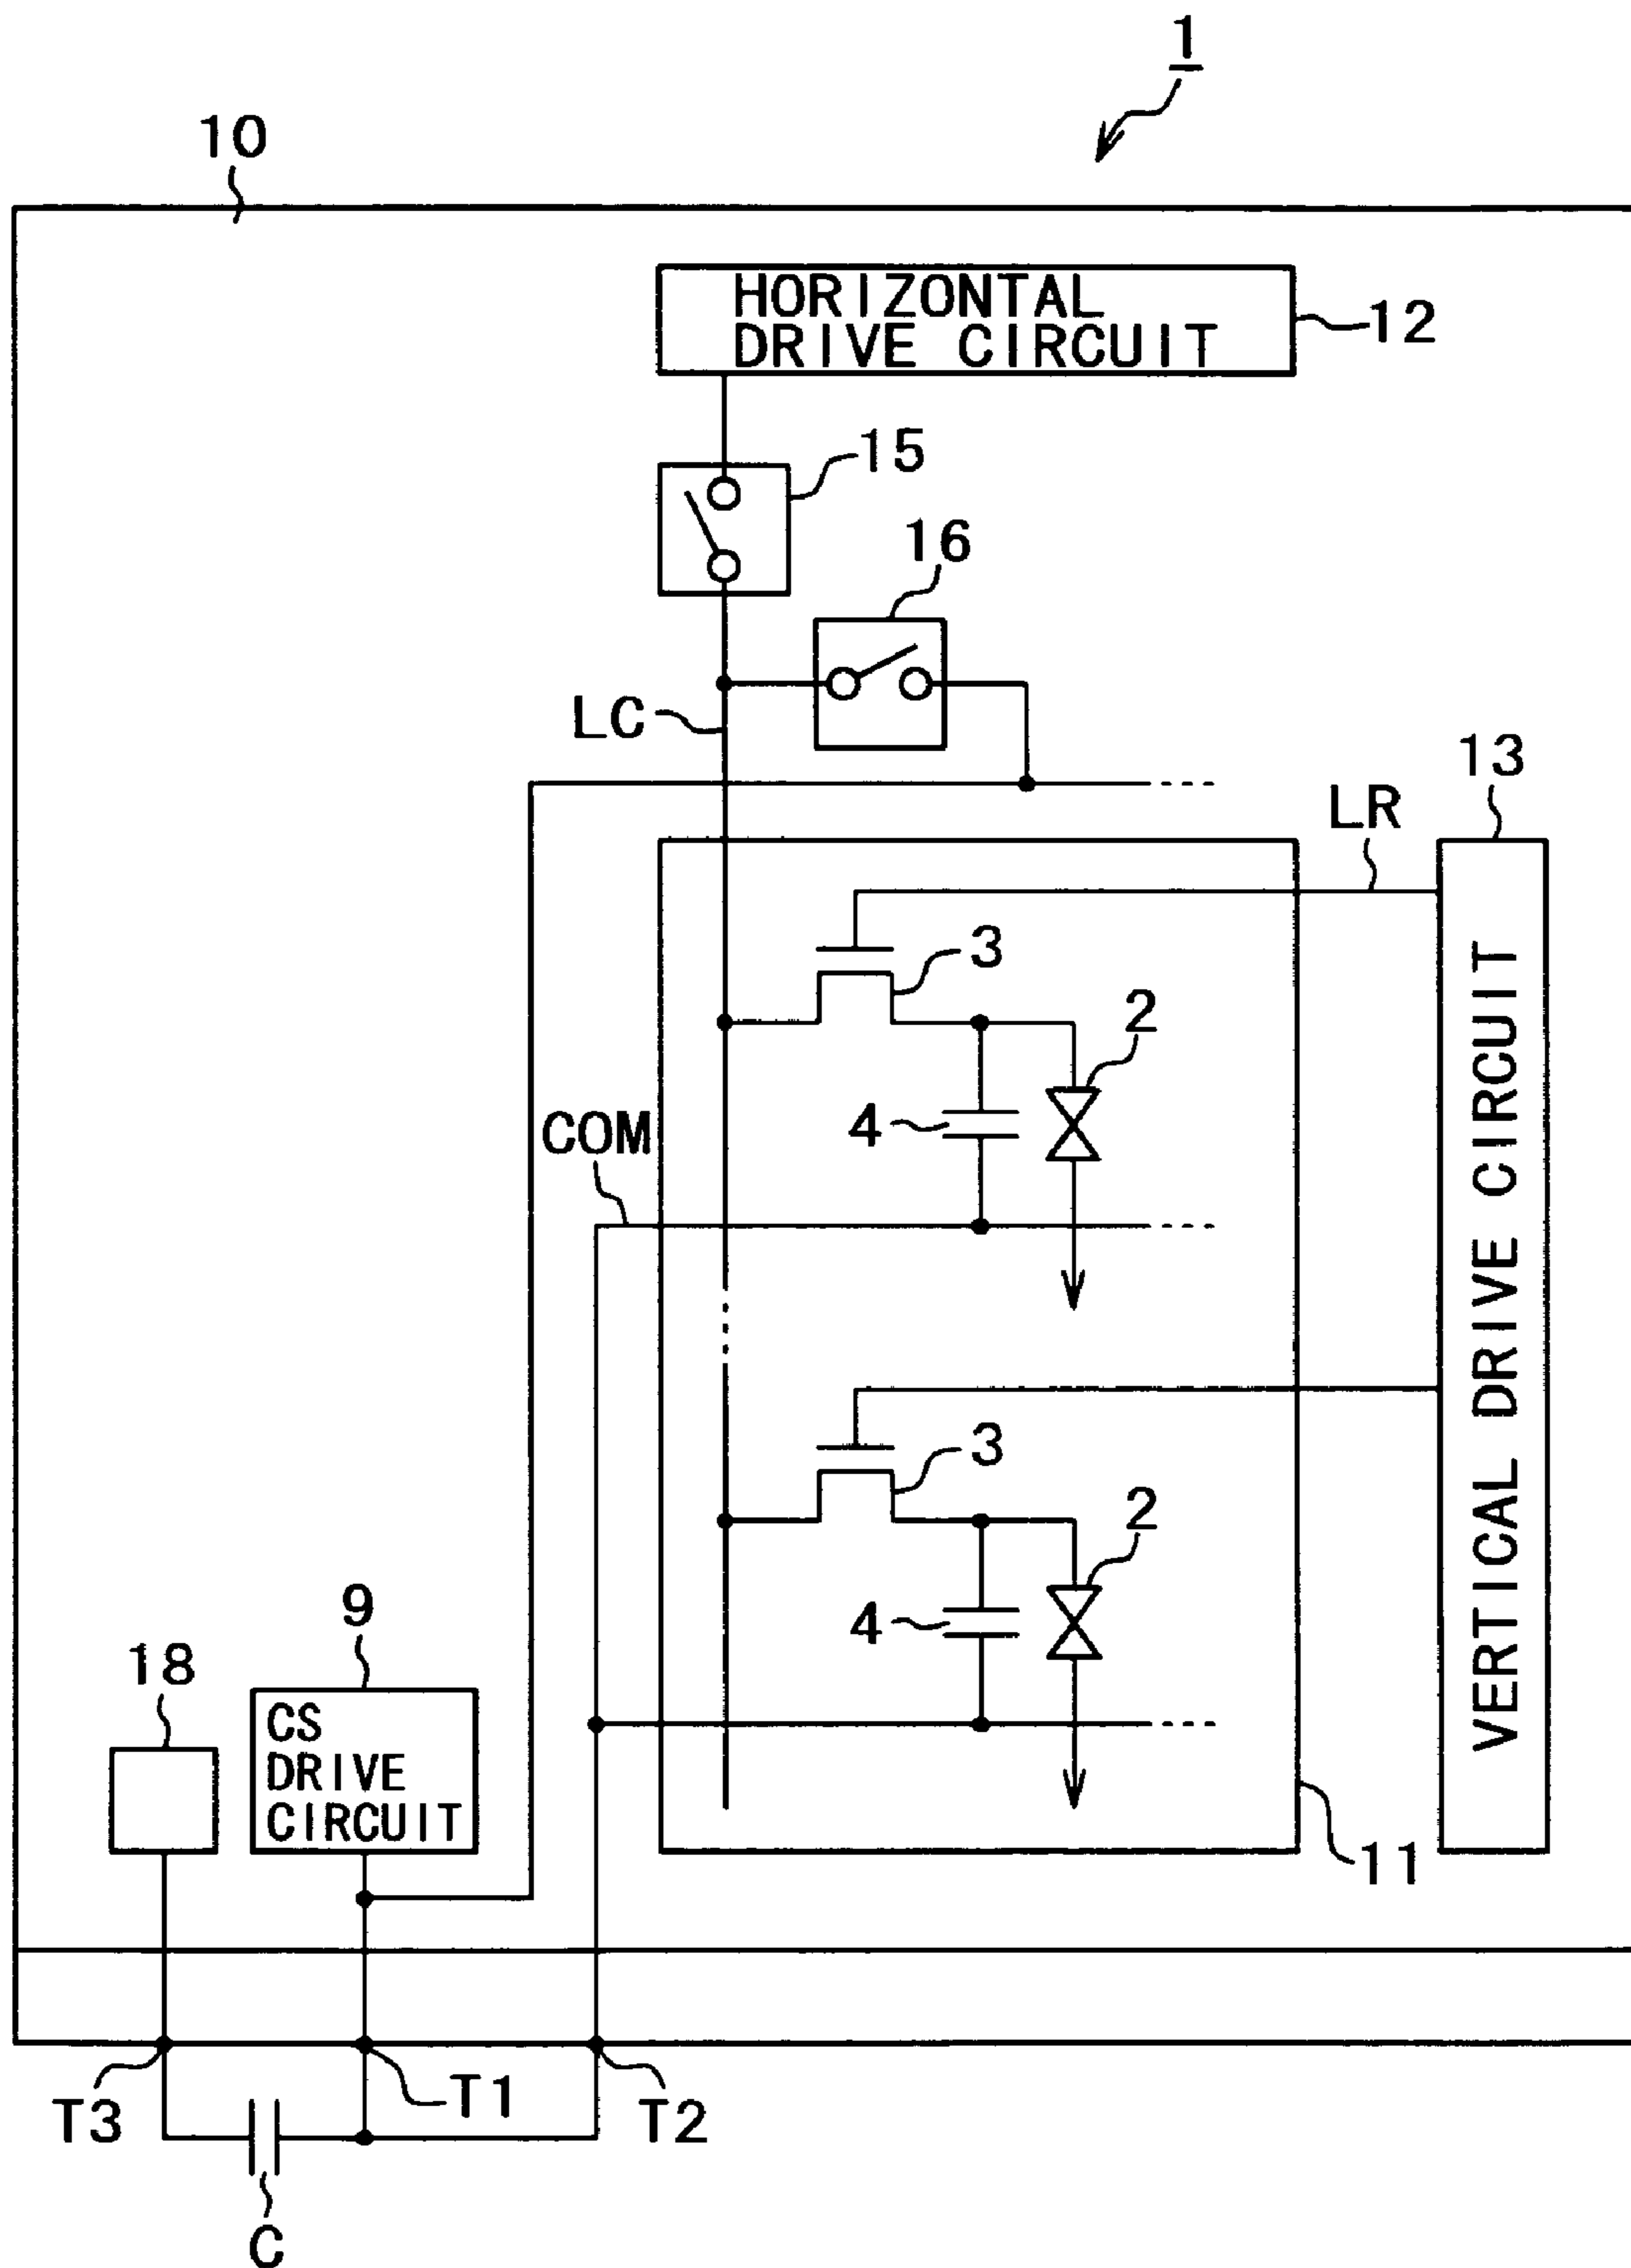 1
10
HORIZONTAL
DRIVE CIRCUIT
12
15
16
LC
13
LR
3
2
4
COM
VERTICAL DRIVE CIRCUIT
3
2
4
9
18
CS
DRIVE
CIRCUIT
11
T3
T1
T2
C